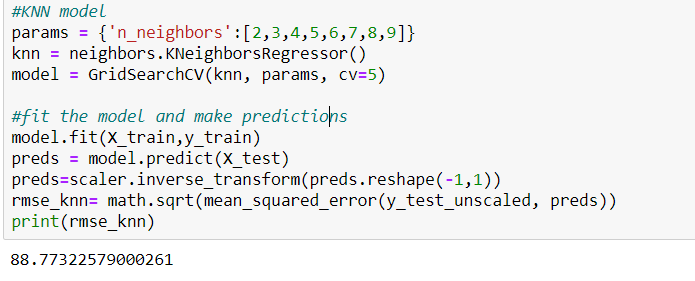 #KNN model
params = {'n_neighbors':[2,3,4,5,6,7,8,9]}
knn = neighbors.KNeighborsRegressor()
model = GridSearchCV(knn, params, cv=5)
#fit the model and make predictions
model.fit(X_train,y_train)
preds = model.predict(X_test)
preds=scaler.inverse_transform(preds.reshape(-1,1))
rmse_knn= math.sqrt(mean_squared_error(y_test_unscaled, preds))
print(rmse_knn)
88.77322579000261